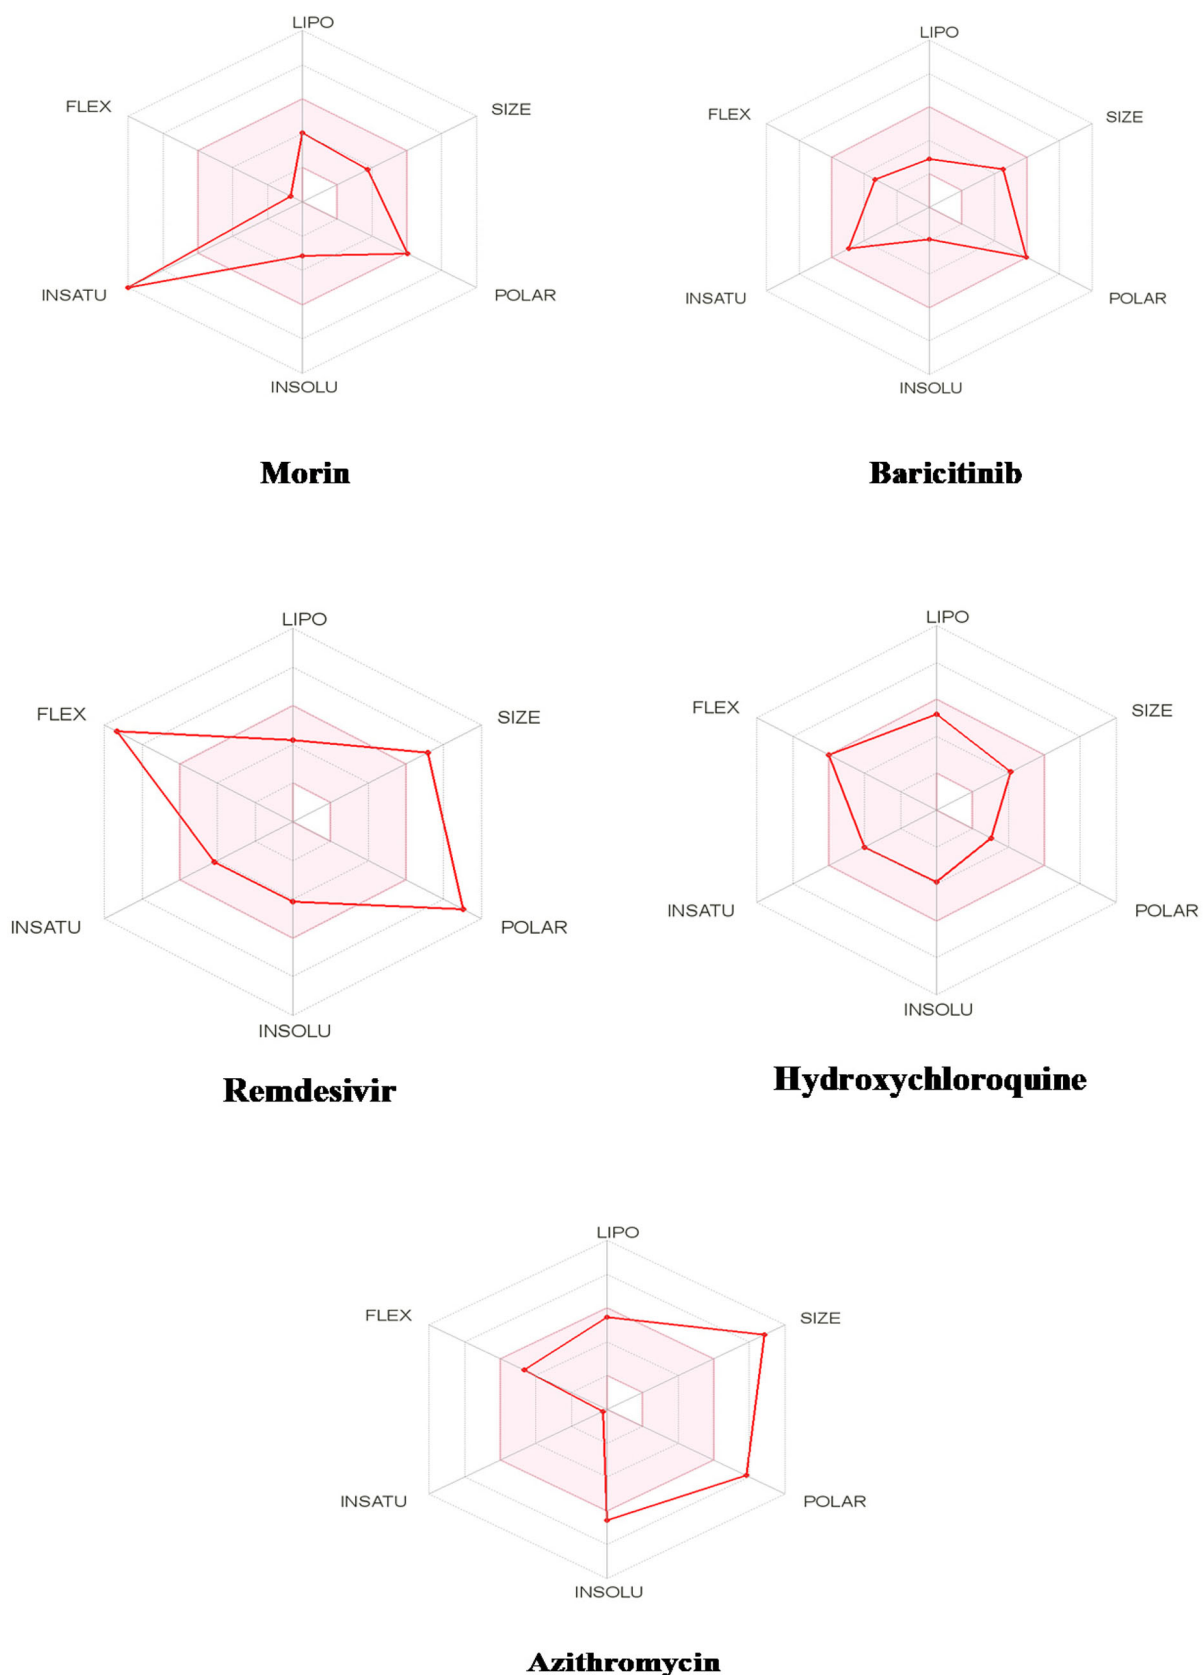 LIPO
FLEX
SIZE
INSATU
POLAR
INSOLU
Morin
LIPO
FLEX
SIZE
INSATU
POLAR
INSOLU
Baricitinib
LIPO
FLEX
SIZE
INSATU
POLAR
INSOLU
Remdesivir
LIPO
FLEX
SIZE
INSATU
POLAR
INSOLU
Hydroxychloroquine
LIPO
FLEX
SIZE
INSATU
POLAR
INSOLU
Azithromycin